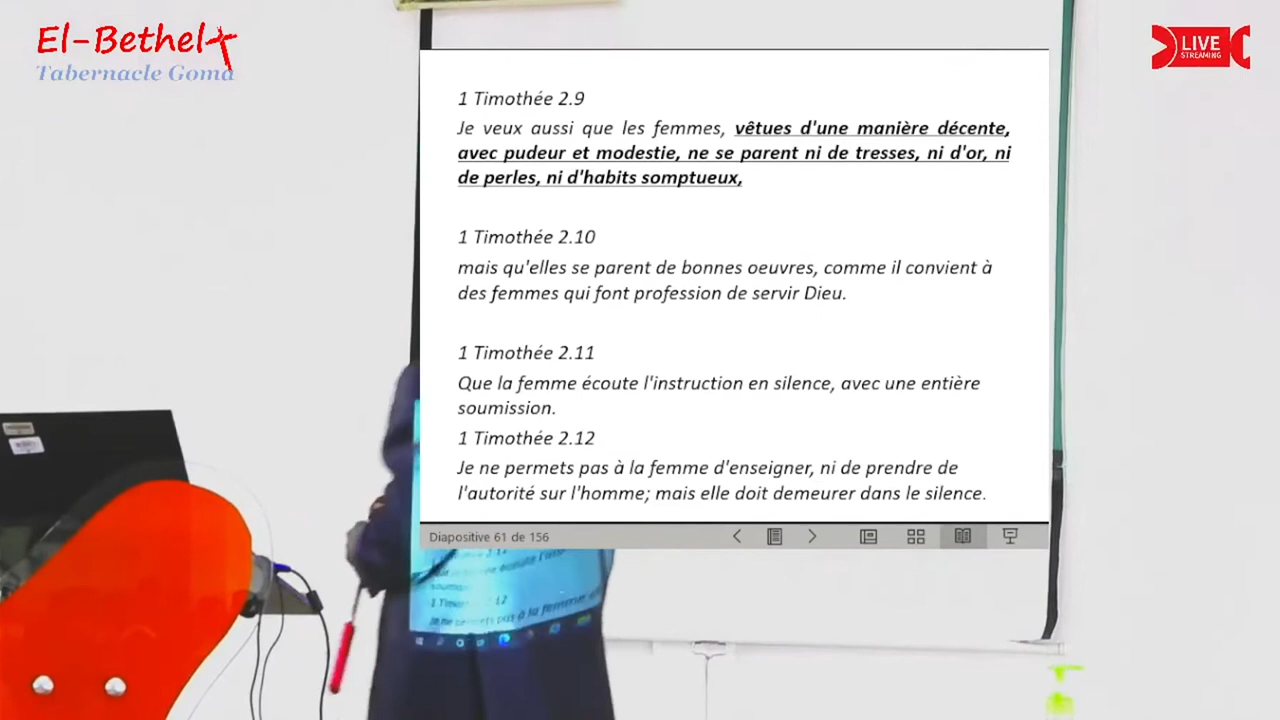 El-Bethel
Tabernacle Goma
LIVE
STREAMING
1 Timothée 2.9
Je veux aussi que les femmes, vêtues d'une manière décente,
avec pudeur et modestie, ne se parent ni de tresses, ni d'or, ni
de perles, ni d'habits somptueux,
1 Timothée 2.10
mais qu'elles se parent de bonnes oeuvres, comme il convient à
des femmes qui font profession de servir Dieu.
1 Timothée 2.11
Que la femme écoute l'instruction en silence, avec une entière
soumission.
1 Timothée 2.12
Je ne permets pas à la femme d'enseigner, ni de prendre de
l'autorité sur l'homme; mais elle doit demeurer dans le silence.
Diapositive 61 de 156
2.12
à la femme